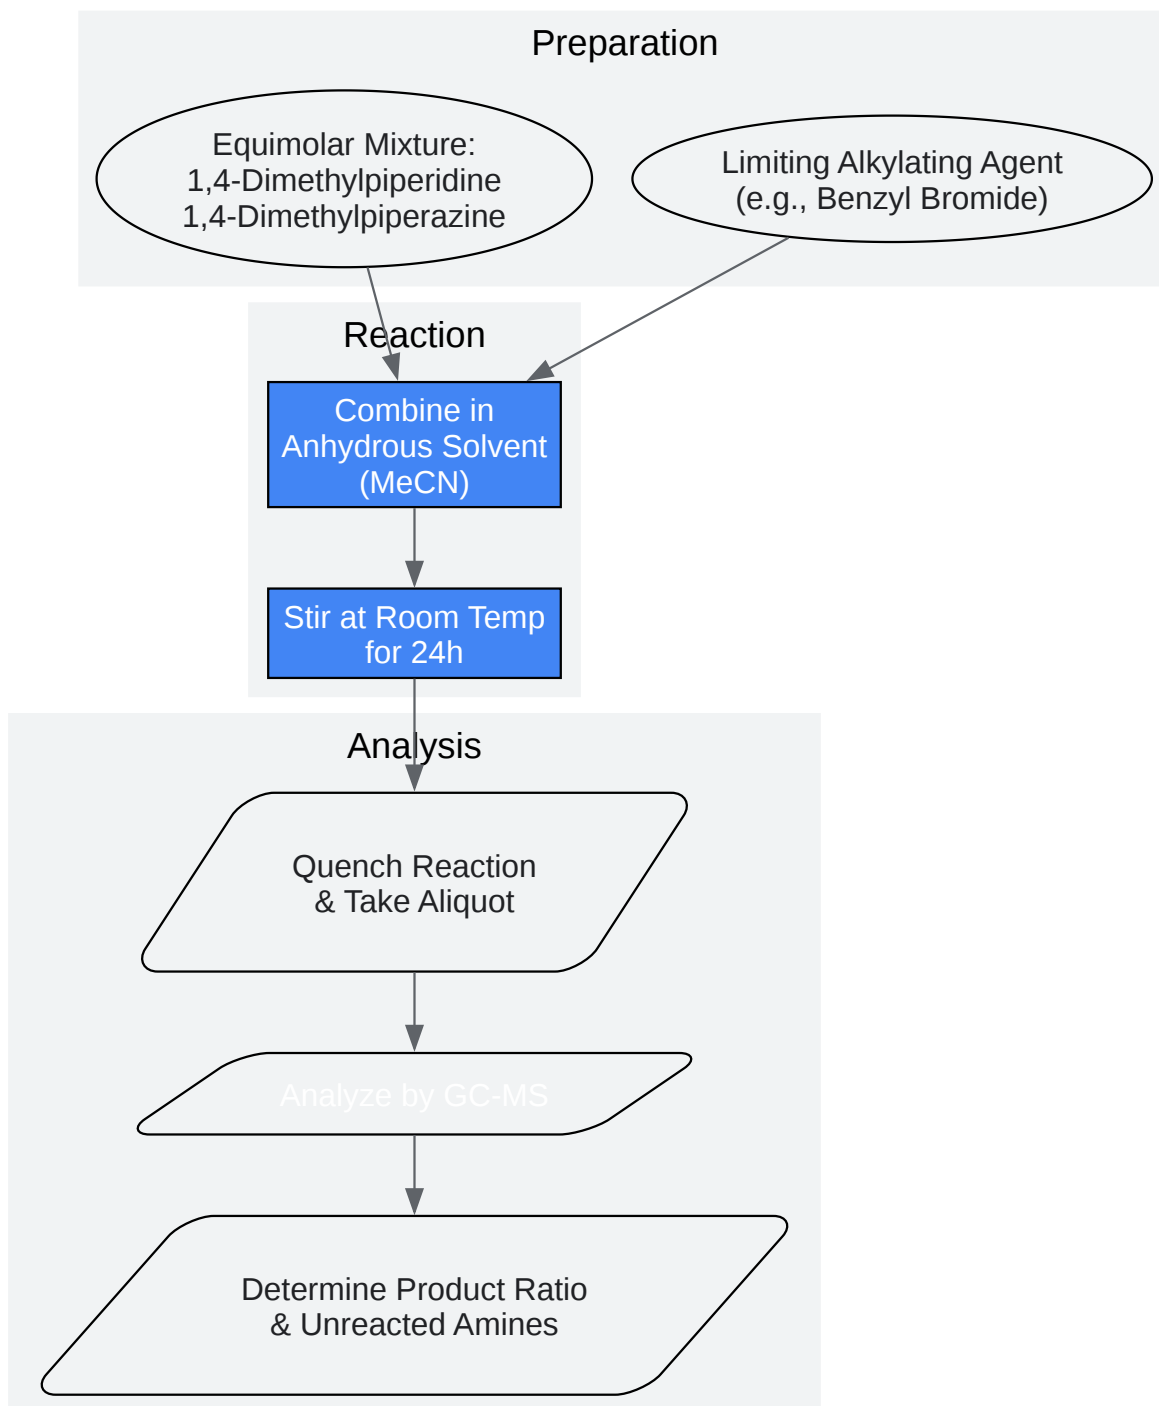 Preparation
Equimolar Mixture:
1,4-Dimethylpiperidine
1,4-Dimethylpiperazine
Limiting Alkylating Agent
(e.g., Benzyl Bromide)
Reaction
Combine in
Anhydrous Solvent
(MeCN)
Stir at Room Temp
for 24h
Analysis
Quench Reaction
& Take Aliquot
Analyze by GC-MS
Determine Product Ratio
& Unreacted Amines